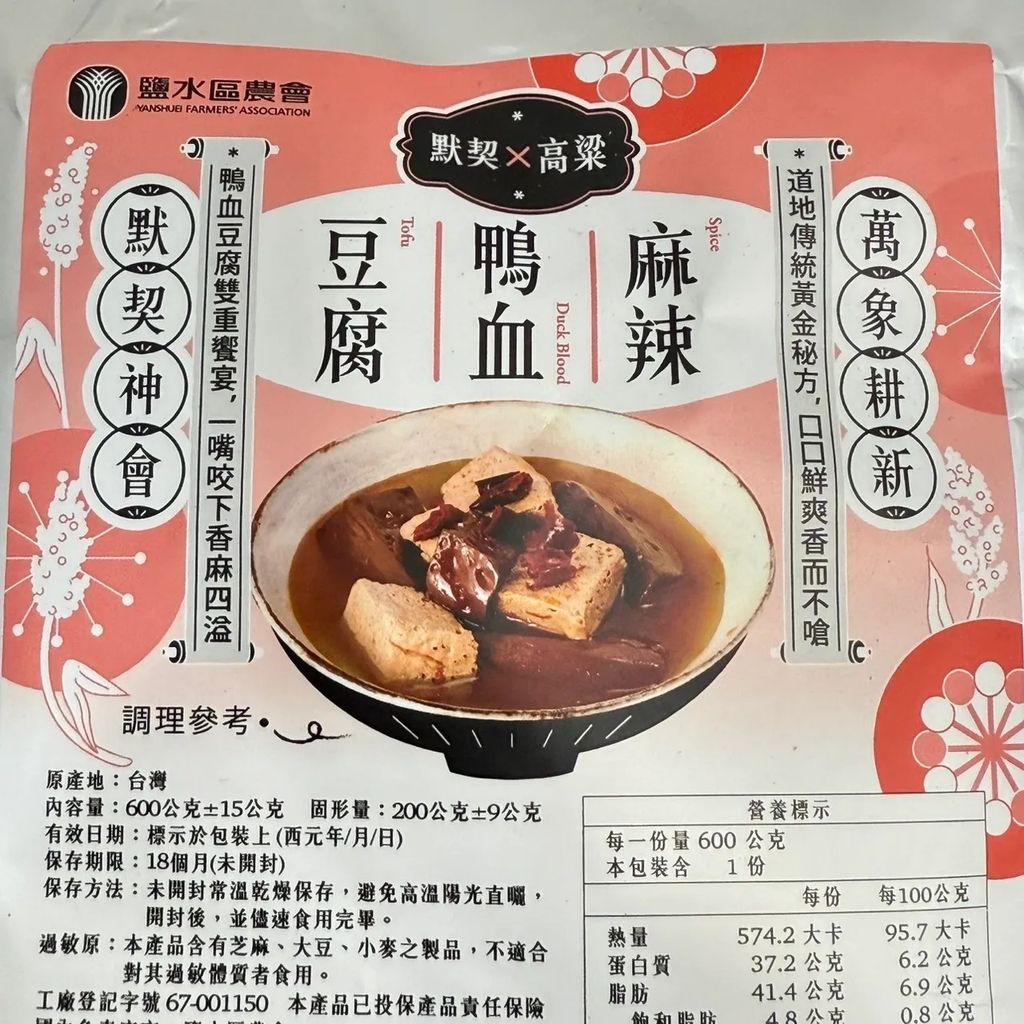 鹽水區農會
YANSHUEI FARMERS' ASSOCIATION
默契×高粱
麻辣
Spice
鴨血
Duck Blood
豆腐
Tofu
萬象耕新
*道地傳統黃金秘方，口口鮮爽香而不嗆
*鴨血豆腐雙重饗宴，一嘴咬下香麻四溢
默契神會
調理參考
原產地：台灣
內容量：600公克±15公克 固形量：200公克±9公克
有效日期：標示於包裝上(西元年/月/日)
保存期限：18個月(未開封)
保存方法：未開封常溫乾燥保存，避免高溫陽光直曬，
開封後，並儘速食用完畢。
過敏原：本產品含有芝麻、大豆、小麥之製品，不適合
對其過敏體質者食用。
工廠登記字號 67-001150 本產品已投保產品責任保險
營養標示
每一份量 600 公克
本包裝含 1 份
每份 每100公克
熱量 574.2 大卡 95.7 大卡
蛋白質 37.2 公克 6.2 公克
脂肪 41.4 公克 6.9 公克
飽和脂肪 4.8 公克 0.8 公克